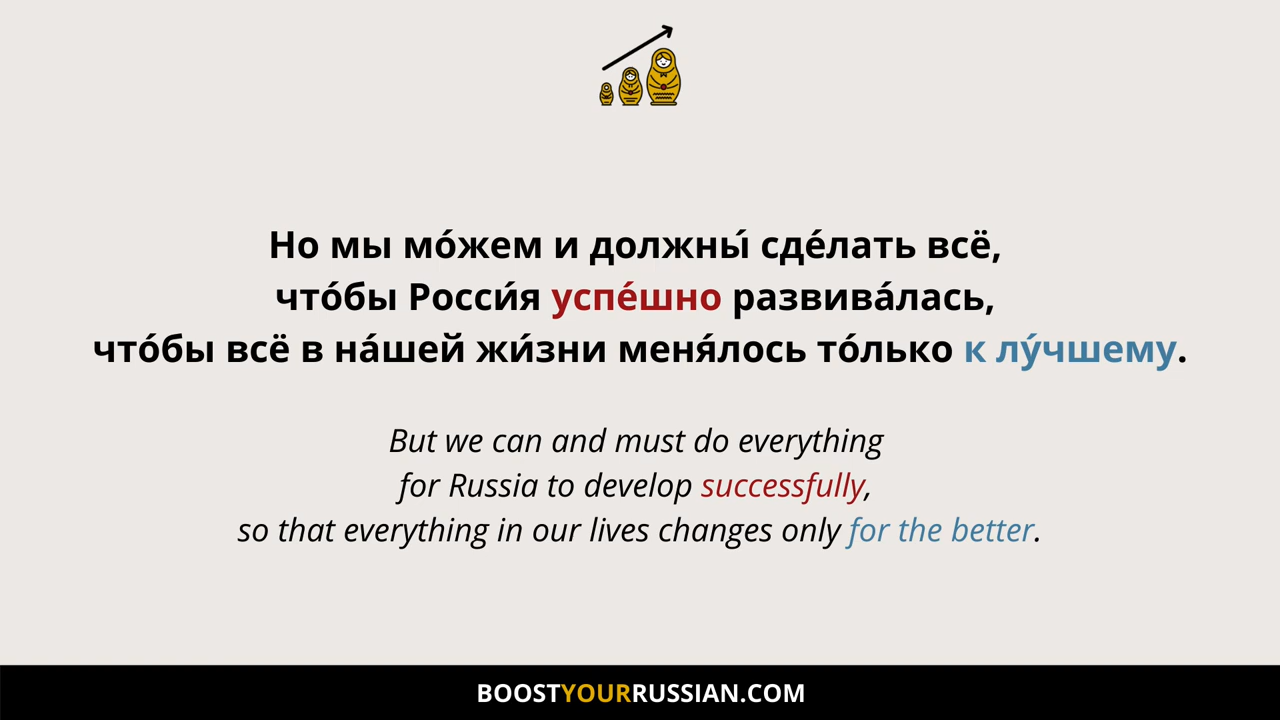 Но мы мо́жем и должны́ сде́лать всё,
что́бы Росси́я успе́шно развива́лась,
что́бы всё в на́шей жи́зни меня́лось то́лько к лу́чшему.
But we can and must do everything
for Russia to develop successfully,
so that everything in our lives changes only for the better.
BOOSTYOURRUSSIAN.COM